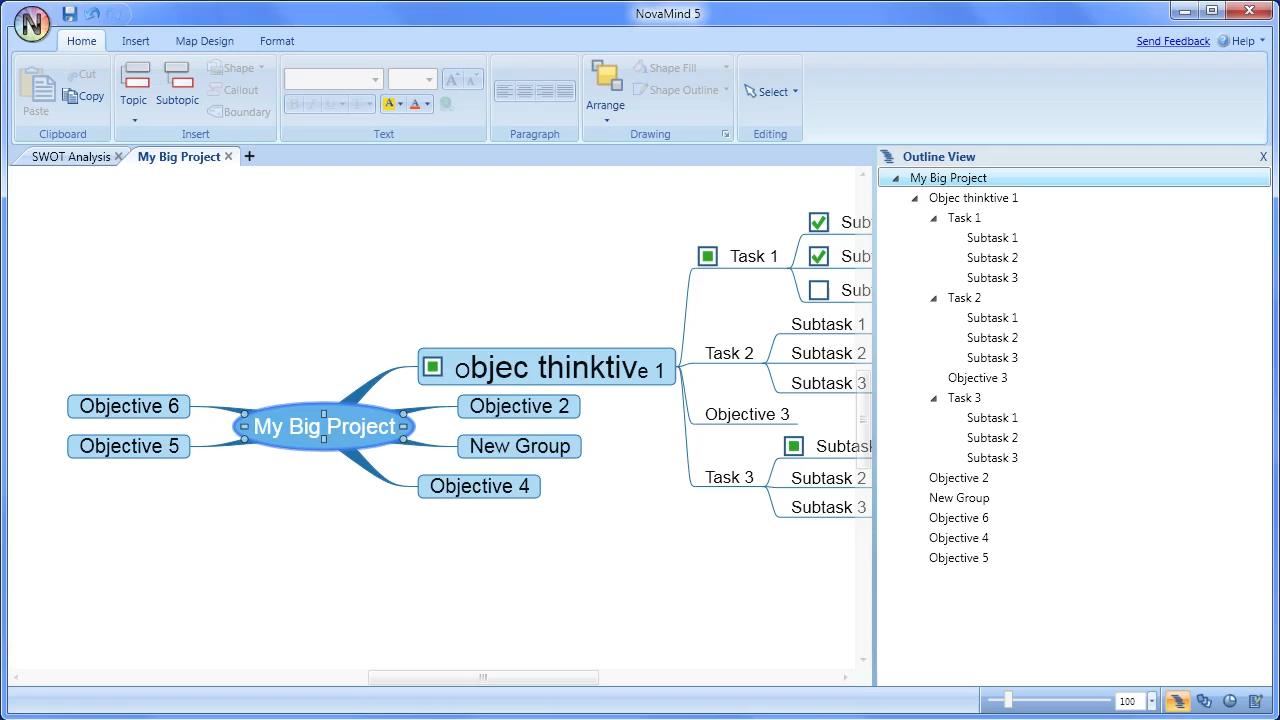 NovaMind 5
N
Home Insert Map Design Format
Send Feedback Help
Paste Cut Copy
Topic Subtopic Shape Callout Boundary
B I U
A A
Arrange Shape Fill Shape Outline
Select
Clipboard Insert Text Paragraph Drawing Editing
SWOT Analysis My Big Project +
Outline View X
My Big Project
Objec thinktive 1
Task 1
Subtask 1
Subtask 2
Subtask 3
Task 2
Subtask 1
Subtask 2
Subtask 3
Objective 3
Task 3
Subtask 1
Subtask 2
Subtask 3
Objective 2
New Group
Objective 6
Objective 4
Objective 5
My Big Project
Objec thinktive 1
Task 1
Subt
Subt
Subt
Task 2
Subtask 1
Subtask 2
Subtask 3
Objective 3
Task 3
Subtask
Subtask 2
Subtask 3
Objective 2
New Group
Objective 4
Objective 6
Objective 5
100